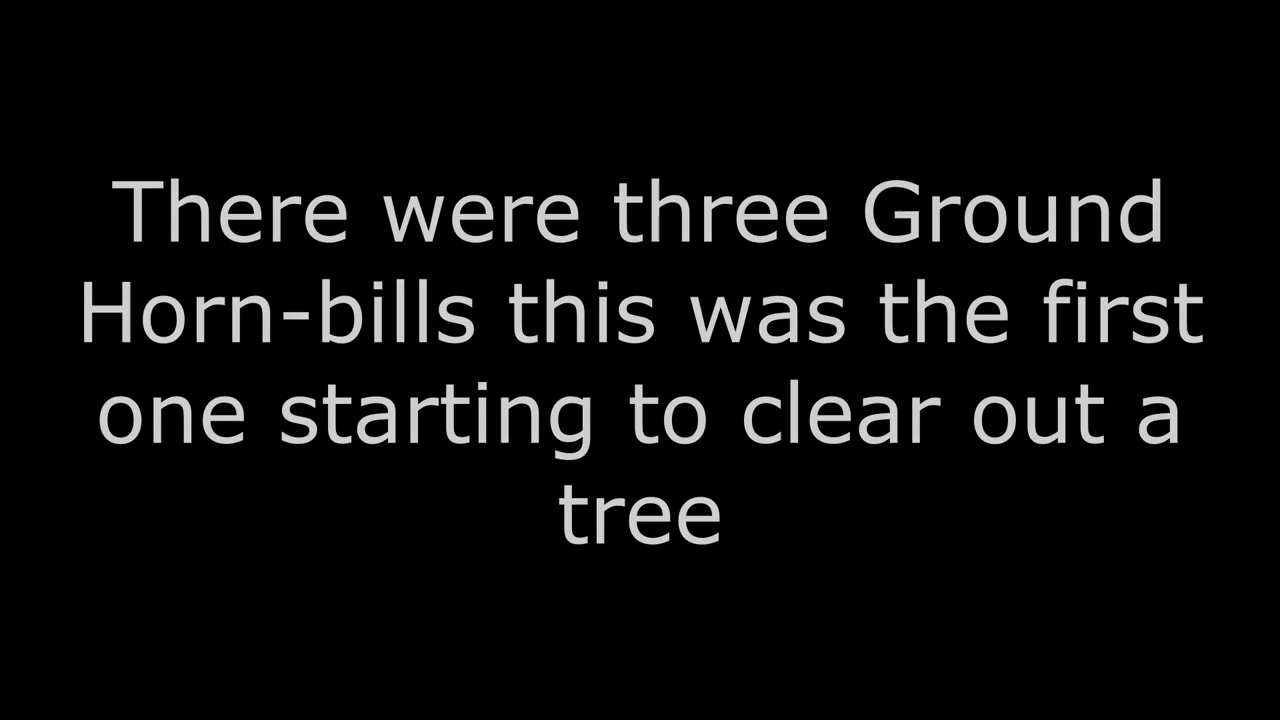 There were three Ground
Horn-bills this was the first
one starting to clear out a
tree